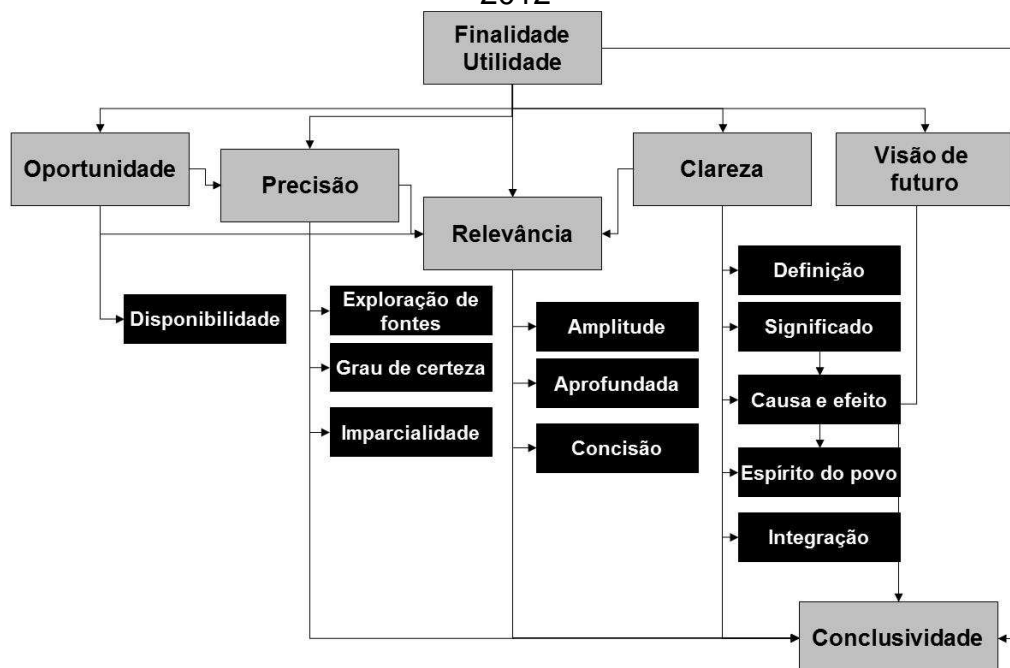 2012
Finalidade
Utilidade
Oportunidade
Precisão
Relevância
Clareza
Visão de
futuro
Disponibilidade
Exploração de
fontes
Grau de certeza
Imparcialidade
Amplitude
Aprofundada
Concisão
Definição
Significado
Causa e efeito
Espírito do povo
Integração
Conclusividade